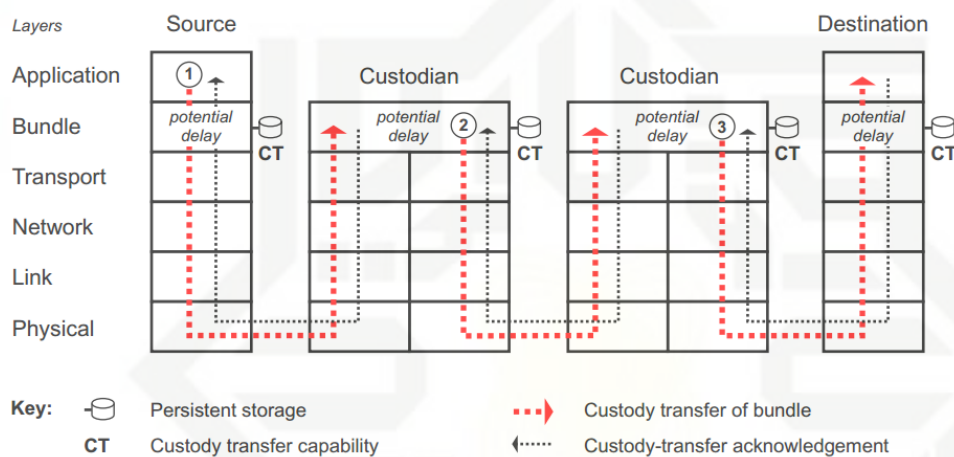 Layers Source Destination
Application 1 Custodian Custodian
Bundle potential delay CT potential delay 2 CT potential delay 3 CT potential delay CT
Transport
Network
Link
Physical
Key: Persistent storage Custody transfer of bundle
CT Custody transfer capability Custody-transfer acknowledgement